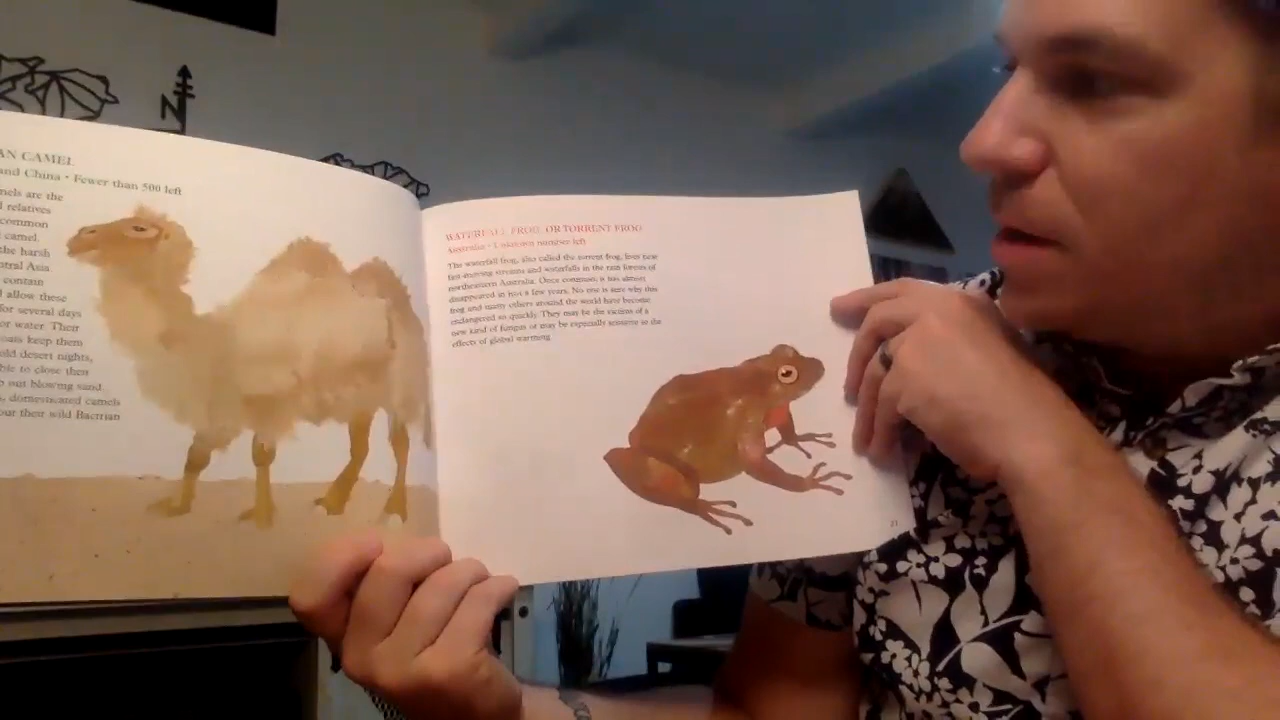 AN CAMEL
and China • Fewer than 500 left
nels are the
l relatives
common
camel.
the harsh
ntral Asia.
contain
d allow these
for several days
or water. Their
oats keep them
old desert nights,
ble to close their
p out blowing sand.
, domesticated camels
our their wild Bactrian
WATERFALL FROG, OR TORRENT FROG
Australia • Unknown number left
The waterfall frog, also called the torrent frog, lives near
fast-moving streams and waterfalls in the rain forests of
northeastern Australia. Once common, it has almost
disappeared in just a few years. No one is sure why this
frog and many others around the world have become
endangered so quickly. They may be the victims of a
new kind of fungus or may be especially sensitive to the
effects of global warming.
21
N